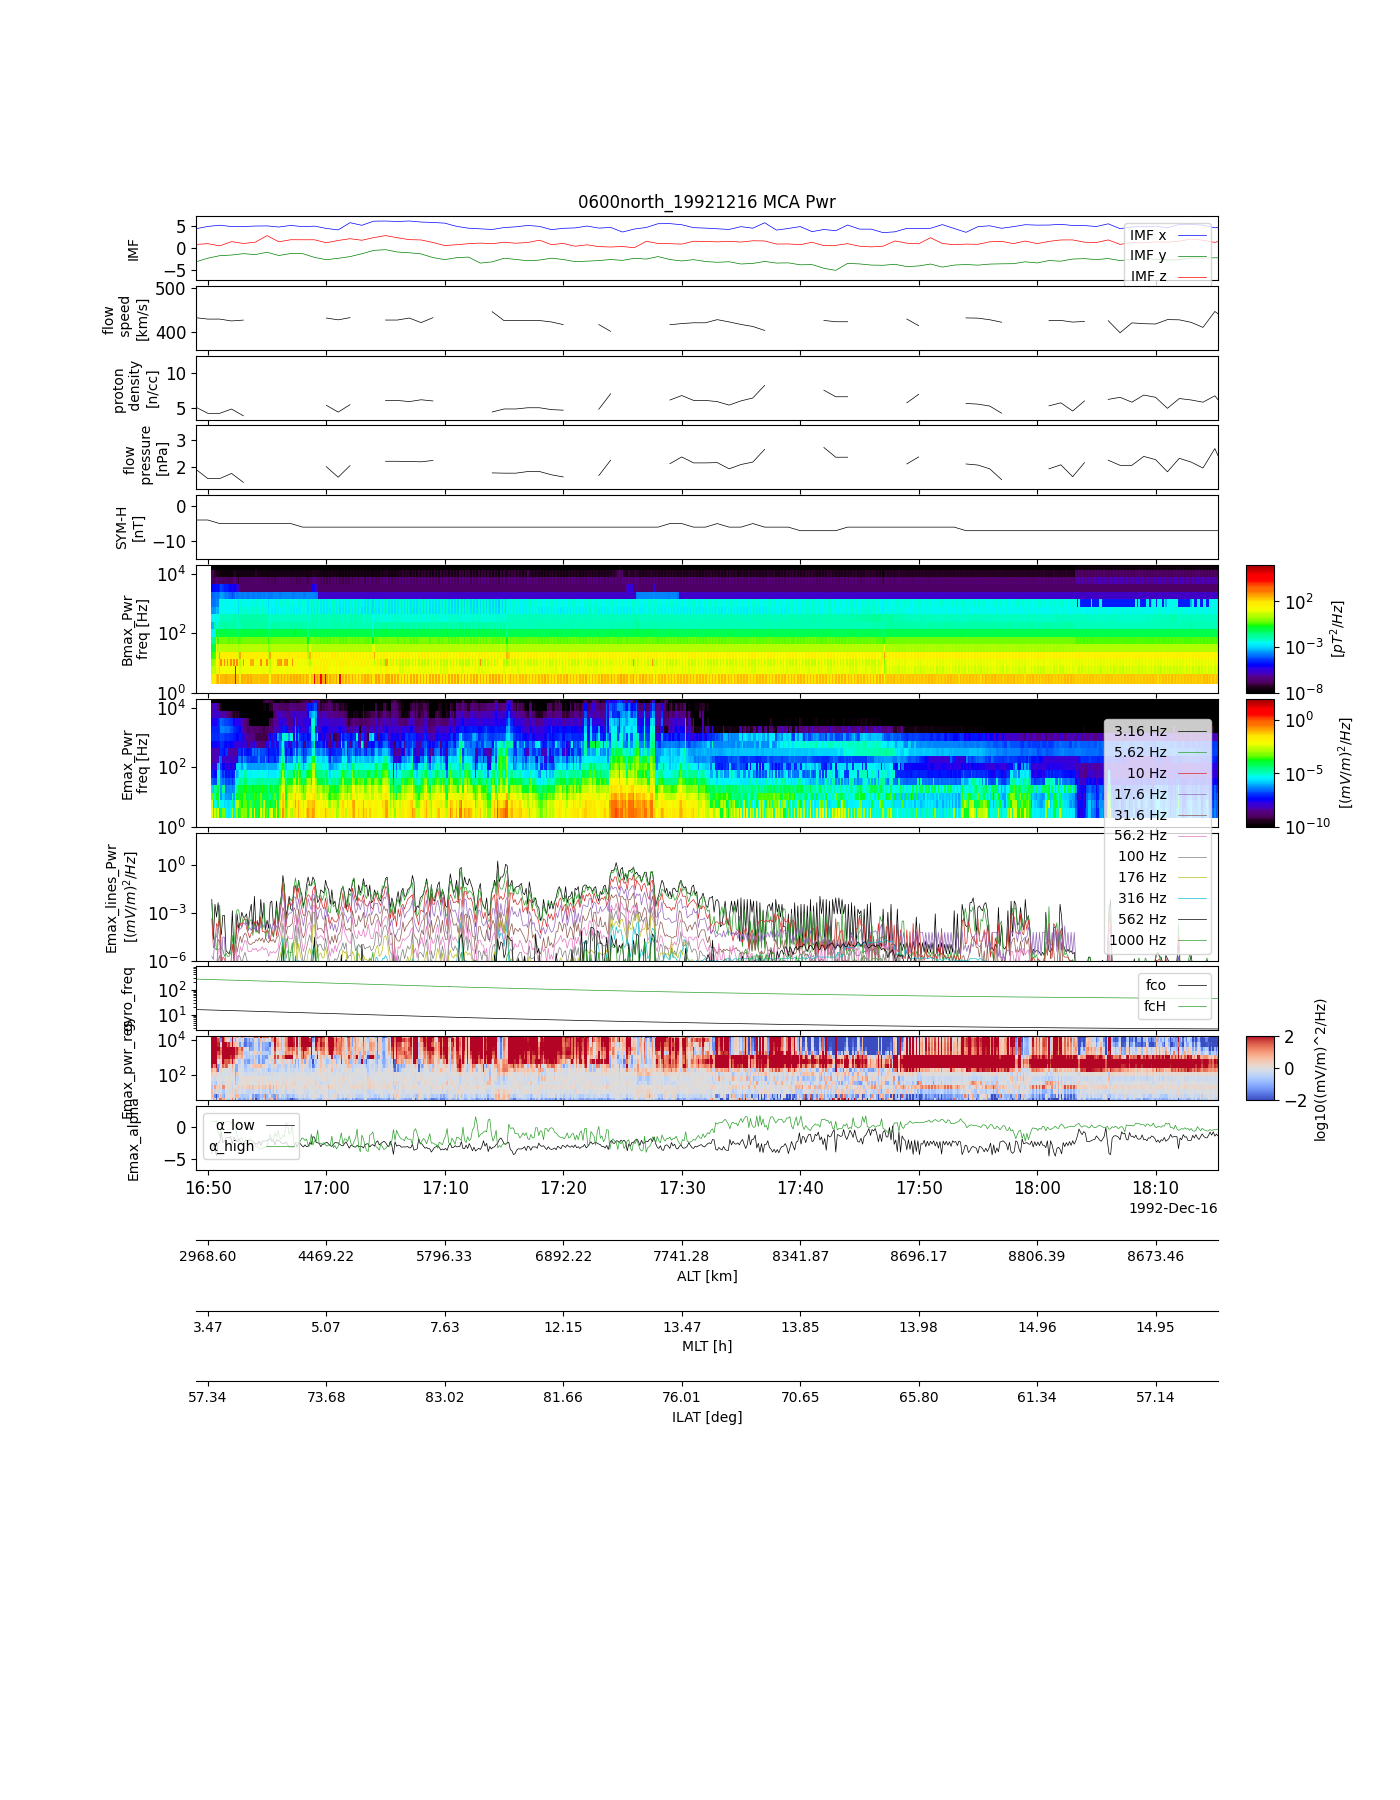 0600north_19921216 MCA Pwr
5
0
−5
IMF
IMF x
IMF y
IMF z
500
400
flow
speed
[km/s]
10
5
proton
density
[n/cc]
3
2
flow
pressure
[nPa]
0
−10
SYM-H
[nT]
10^4
10^2
10^0
Bmax_Pwr
freq [Hz]
10^2
10^−3
10^−8
[pT^2/Hz]
10^4
10^2
10^0
Emax_Pwr
freq [Hz]
10^0
10^−5
10^−10
[(mV/m)^2/Hz]
3.16 Hz
5.62 Hz
10 Hz
17.6 Hz
31.6 Hz
56.2 Hz
100 Hz
176 Hz
316 Hz
562 Hz
1000 Hz
10^0
10^−3
10^−6
Emax_lines_Pwr
[(mV/m)^2/Hz]
10^2
10^1
gyro_freq
fco
fcH
10^4
10^2
Emax_pwr_reg
2
0
−2
log10((mV/m)^2/Hz)
0
−5
Emax_alpha
α_low
α_high
16:50 17:00 17:10 17:20 17:30 17:40 17:50 18:00 18:10
1992-Dec-16
2968.60 4469.22 5796.33 6892.22 7741.28 8341.87 8696.17 8806.39 8673.46
ALT [km]
3.47 5.07 7.63 12.15 13.47 13.85 13.98 14.96 14.95
MLT [h]
57.34 73.68 83.02 81.66 76.01 70.65 65.80 61.34 57.14
ILAT [deg]